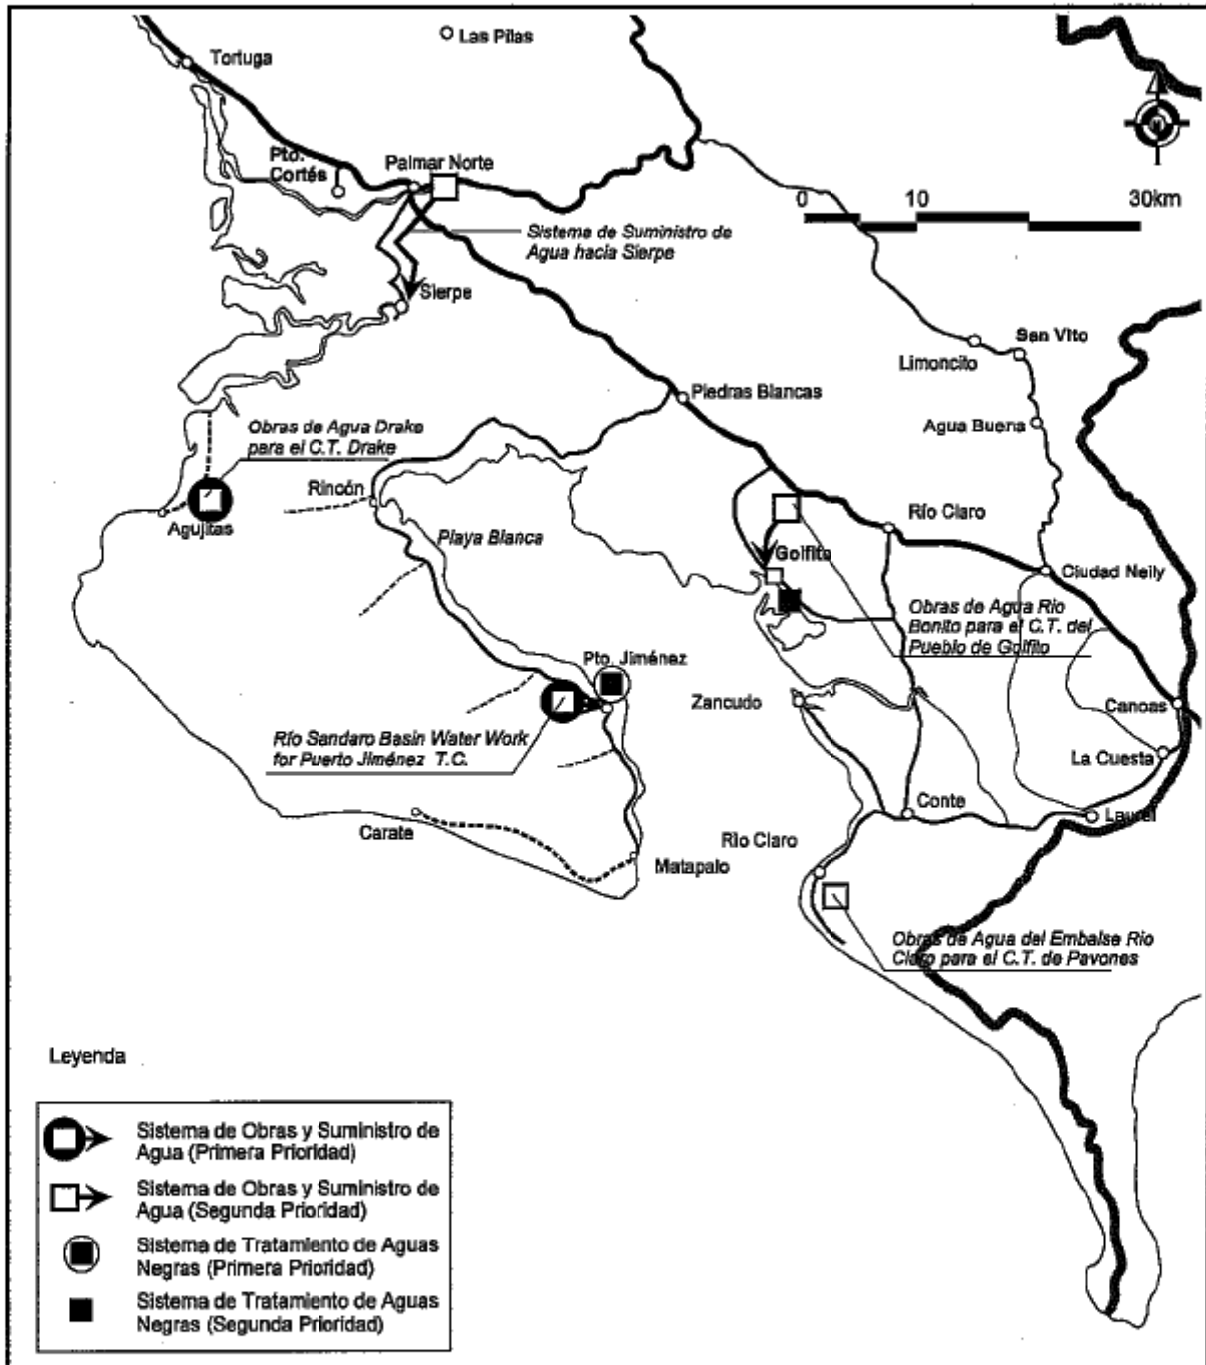 Las Pilas
Tortuga
Pto.
Cortés
Palmar Norte
0
10
30km
Sistema de Suministro de
Agua hacia Sierpe
Sierpe
San Vito
Limoncito
Piedras Blancas
Agua Buena
Obras de Agua Drake
para el C.T. Drake
Rincón
Agujitas
Playa Blanca
Río Claro
Golfito
Ciudad Neily
Obras de Agua Rio
Bonito para el C.T. del
Pueblo de Golfito
Pto. Jiménez
Zancudo
Canoas
Río Sandaro Basin Water Work
for Puerto Jiménez T.C.
La Cuesta
Conte
Laurel
Carate
Río Claro
Matapalo
Obras de Agua del Embalse Rio
Claro para el C.T. de Pavones
Leyenda
Sistema de Obras y Suministro de
Agua (Primera Prioridad)
Sistema de Obras y Suministro de
Agua (Segunda Prioridad)
Sistema de Tratamiento de Aguas
Negras (Primera Prioridad)
Sistema de Tratamiento de Aguas
Negras (Segunda Prioridad)